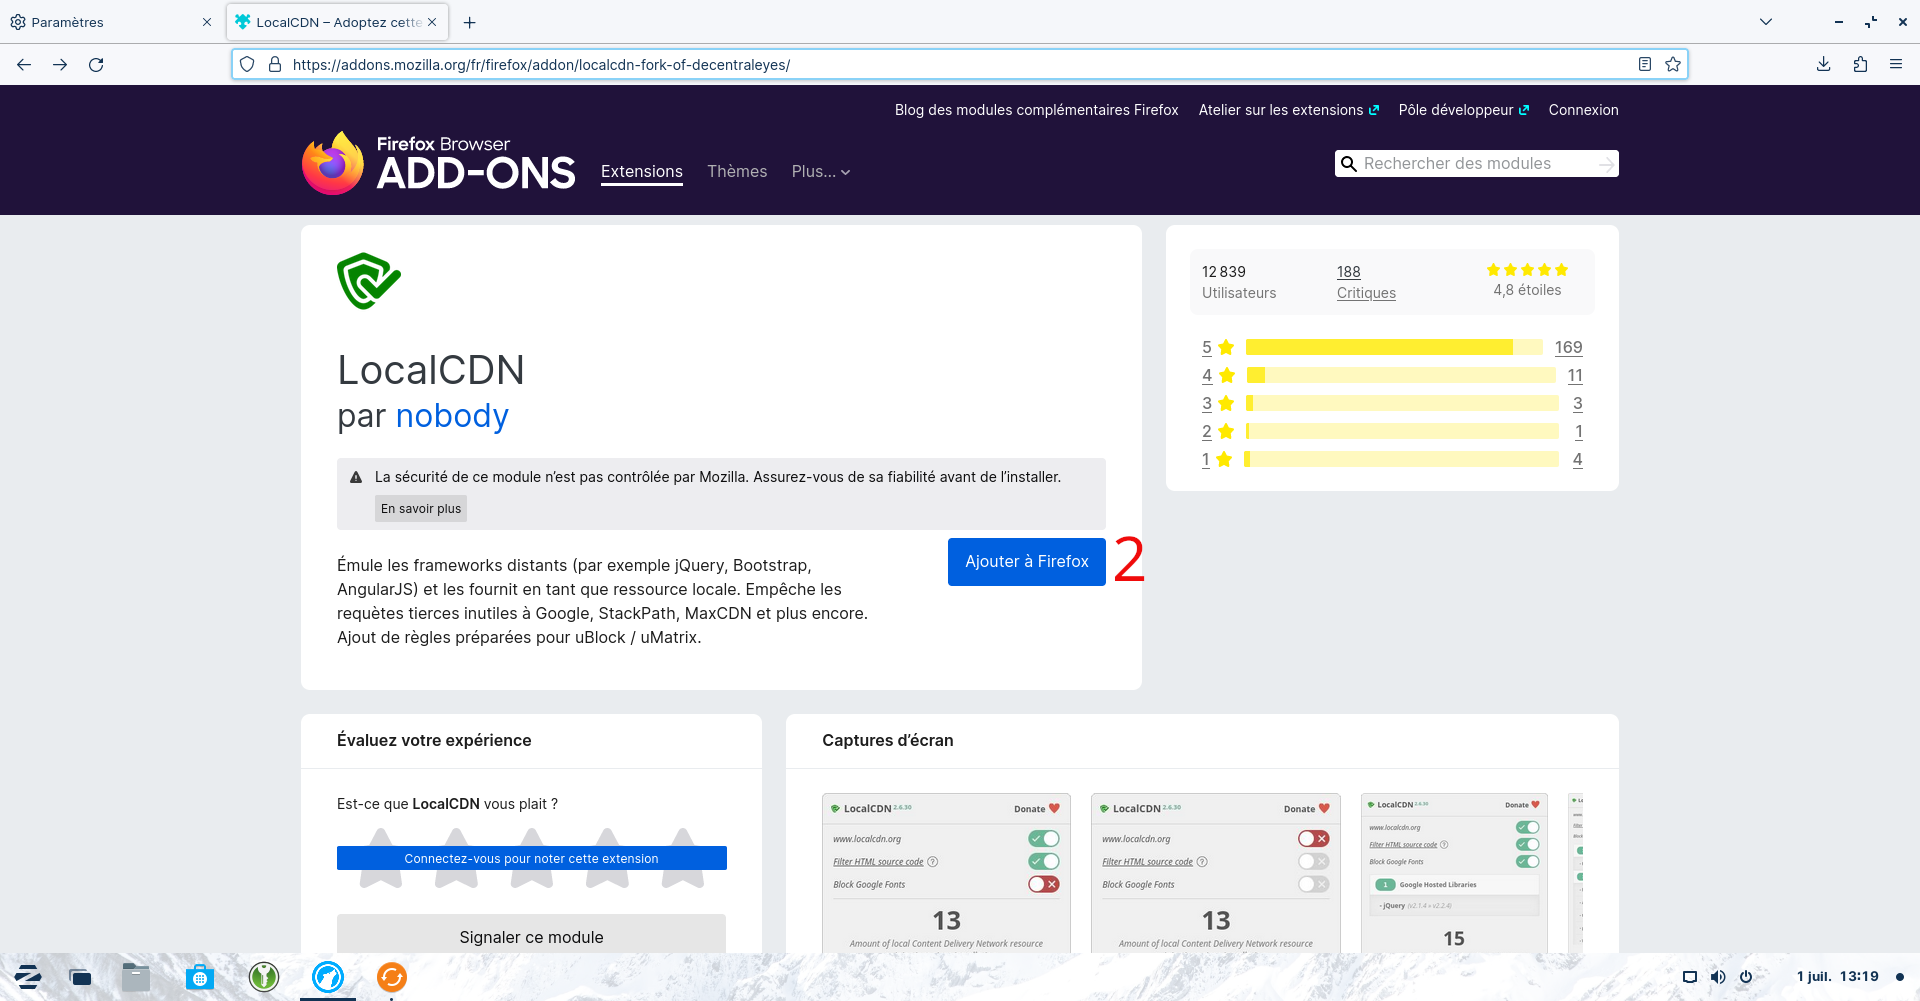 Paramètres
LocalCDN – Adoptez cette
https://addons.mozilla.org/fr/firefox/addon/localcdn-fork-of-decentraleyes/
Blog des modules complémentaires Firefox Atelier sur les extensions Pôle développeur Connexion
Firefox Browser
ADD-ONS
Extensions Thèmes Plus…
Rechercher des modules
LocalCDN
par nobody
La sécurité de ce module n’est pas contrôlée par Mozilla. Assurez-vous de sa fiabilité avant de l’installer.
En savoir plus
Émule les frameworks distants (par exemple jQuery, Bootstrap,
AngularJS) et les fournit en tant que ressource locale. Empêche les
requètes tierces inutiles à Google, StackPath, MaxCDN et plus encore.
Ajout de règles préparées pour uBlock / uMatrix.
Ajouter à Firefox
2
12 839 188
Utilisateurs Critiques 4,8 étoiles
5 169
4 11
3 3
2 1
1 4
Évaluez votre expérience
Est-ce que LocalCDN vous plait ?
Connectez-vous pour noter cette extension
Signaler ce module
Captures d’écran
LocalCDN 2.6.30 Donate
www.localcdn.org
Filter HTML source code ?
Block Google Fonts
13
Amount of local Content Delivery Network resource
LocalCDN 2.6.30 Donate
www.localcdn.org
Filter HTML source code ?
Block Google Fonts
13
Amount of local Content Delivery Network resource
LocalCDN 2.6.30 Donate
www.localcdn.org
Filter HTML source code ?
Block Google Fonts
1 Google Hosted Libraries
- jQuery (v2.1.4 » v2.2.4)
15
1 juil. 13:19